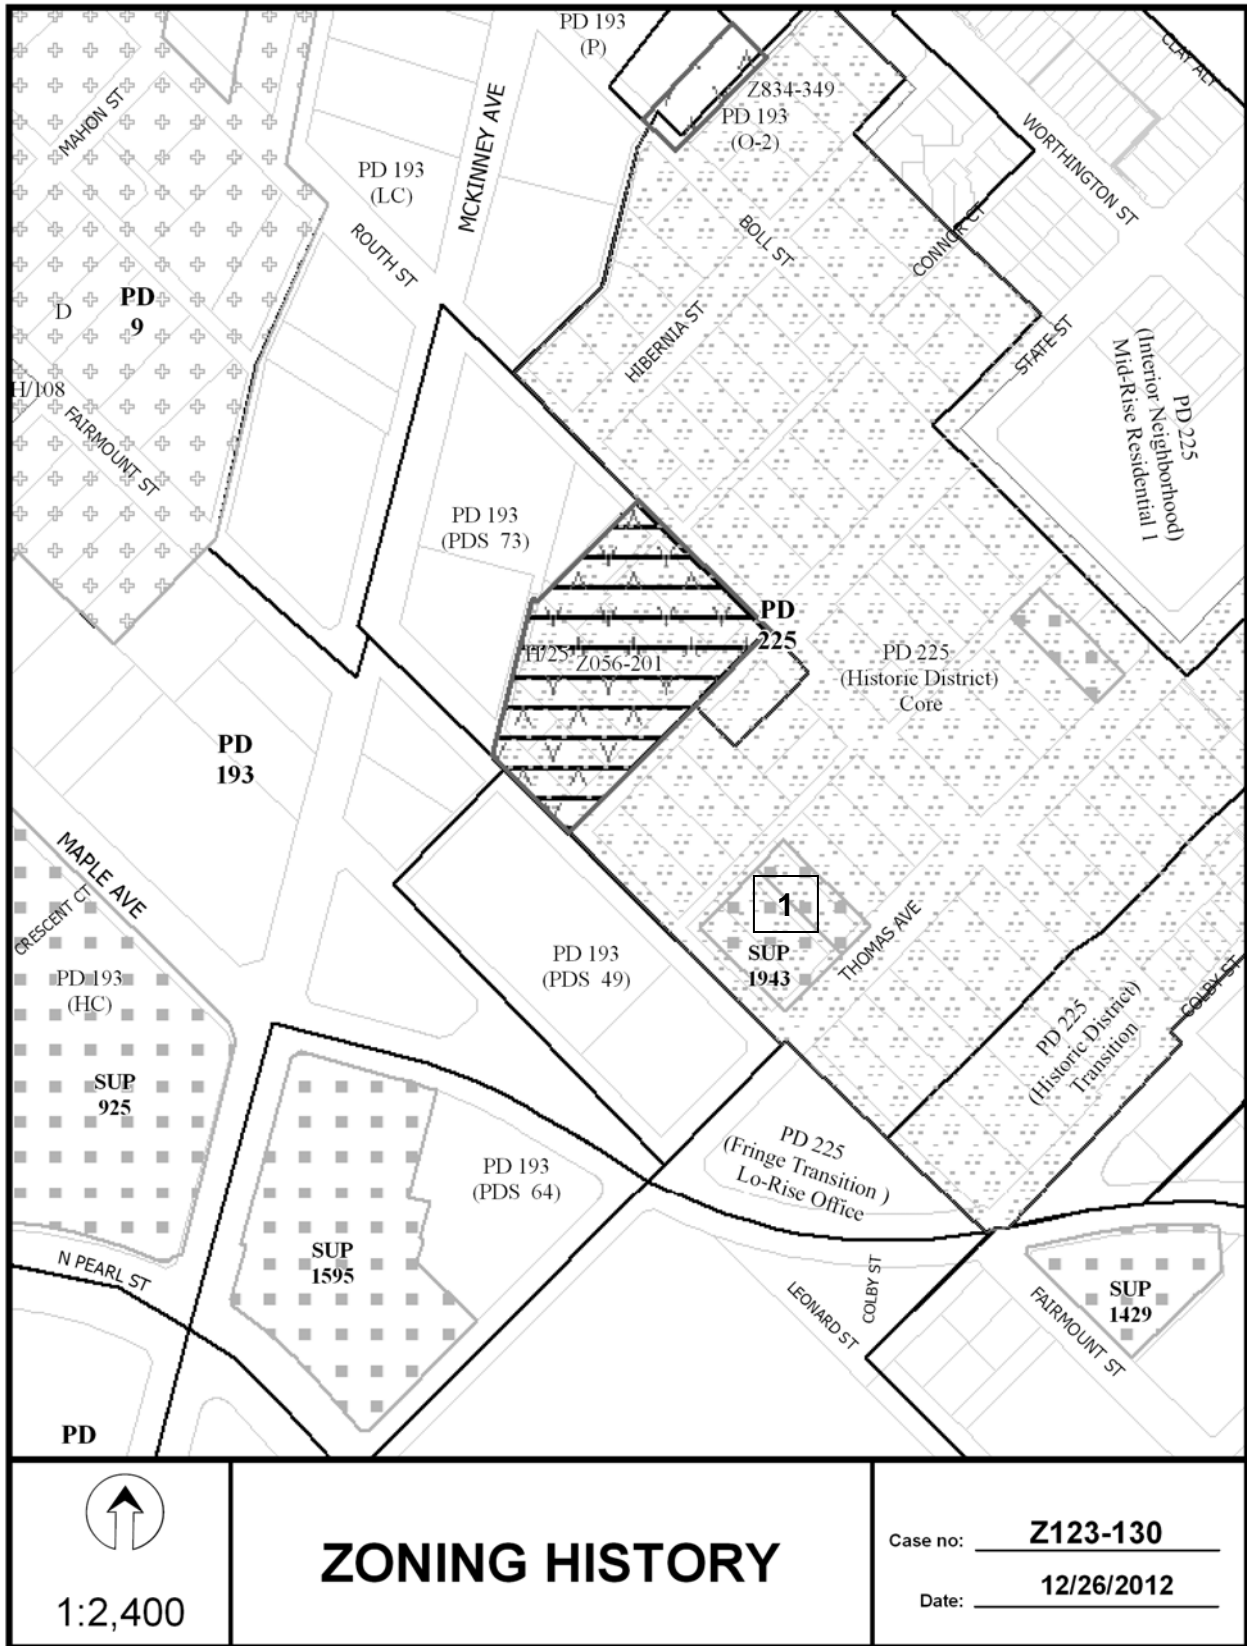 PD 193
(P)
CLAY ALY
MAHON ST
MCKINNEY AVE
Z834-349
PD 193
(O-2)
WORTHINGTON ST
PD 193
(LC)
ROUTH ST
BOLL ST
CONNOR CT
D
PD
9
HIBERNIA ST
STATE ST
PD 225
(Interior Neighborhood)
Mid-Rise Residential 1
H/108
FAIRMOUNT ST
PD 193
(PDS 73)
PD
225
H/25
Z056-201
PD 225
(Historic District)
Core
PD
193
MAPLE AVE
CRESCENT CT
1
SUP
1943
THOMAS AVE
PD 193
(PDS 49)
PD 193
(HC)
COLBY ST
PD 225
(Historic District)
Transition
SUP
925
PD 225
(Fringe Transition )
Lo-Rise Office
PD 193
(PDS 64)
N PEARL ST
SUP
1595
LEONARD ST
COLBY ST
FAIRMOUNT ST
SUP
1429
PD
1:2,400
ZONING HISTORY
Case no: Z123-130
Date: 12/26/2012